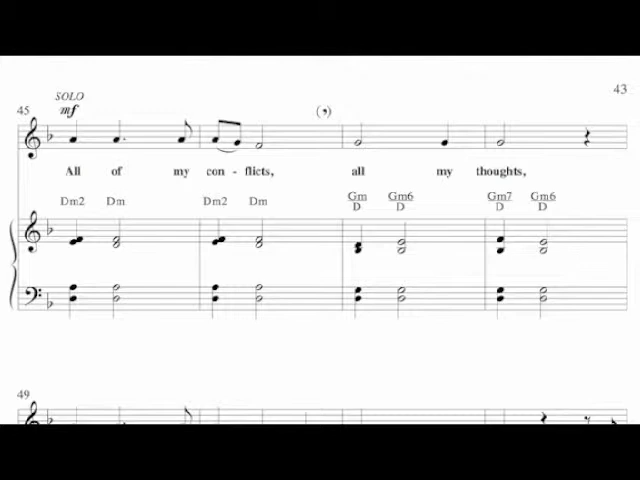 43
SOLO
45 mf
(,)
All of my con - flicts, all my thoughts,
Dm2 Dm Dm2 Dm Gm Gm6 Gm7 Gm6
D D D D
49